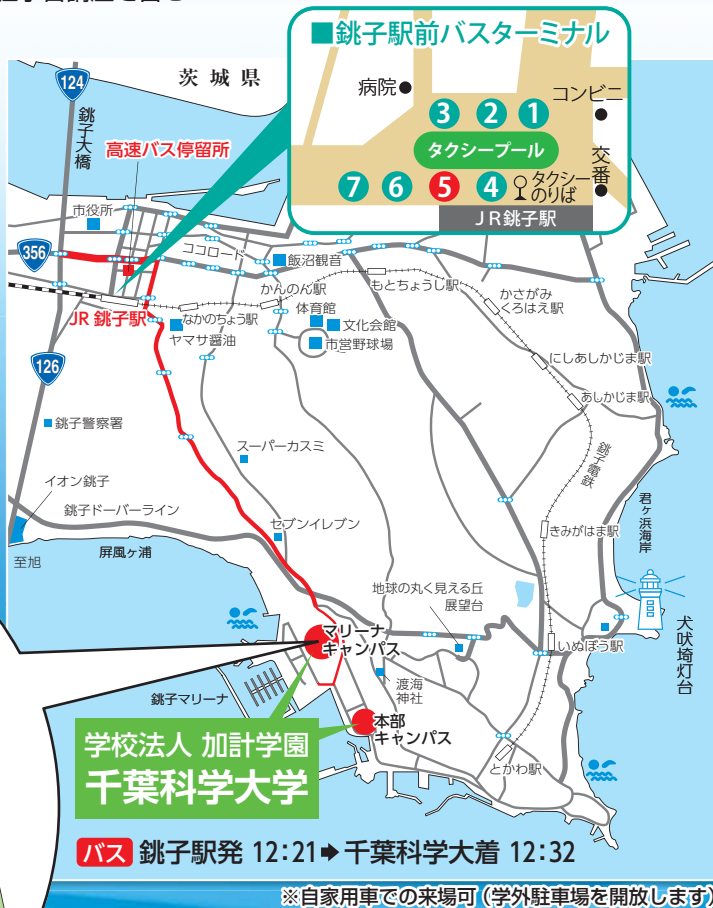 ■銚子駅前バスターミナル
病院
コンビニ
3 2 1
タクシープール
交番
7 6 5 4
タクシー
のりば
JR銚子駅
124
茨城県
銚子大橋
高速バス停留所
市役所
356
ココロード
飯沼観音
かんのん駅
もとちょうし駅
かさがみ
くろはえ駅
JR 銚子駅
なかのちょう駅
ヤマサ醤油
体育館
文化会館
市営野球場
にしあしかじま駅
あしかじま駅
126
銚子警察署
スーパーカスミ
銚子電鉄
イオン銚子
銚子ドーバーライン
セブンイレブン
きみがはま駅
君ヶ浜海岸
至旭
屏風ヶ浦
地球の丸く見える丘
展望台
マリーナ
キャンパス
いぬぼう駅
犬吠埼灯台
渡海
神社
銚子マリーナ
本部
キャンパス
とかわ駅
学校法人 加計学園
千葉科学大学
バス 銚子駅発 12:21➡千葉科学大着 12:32
※自家用車での来場可（学外駐車場を開放します）